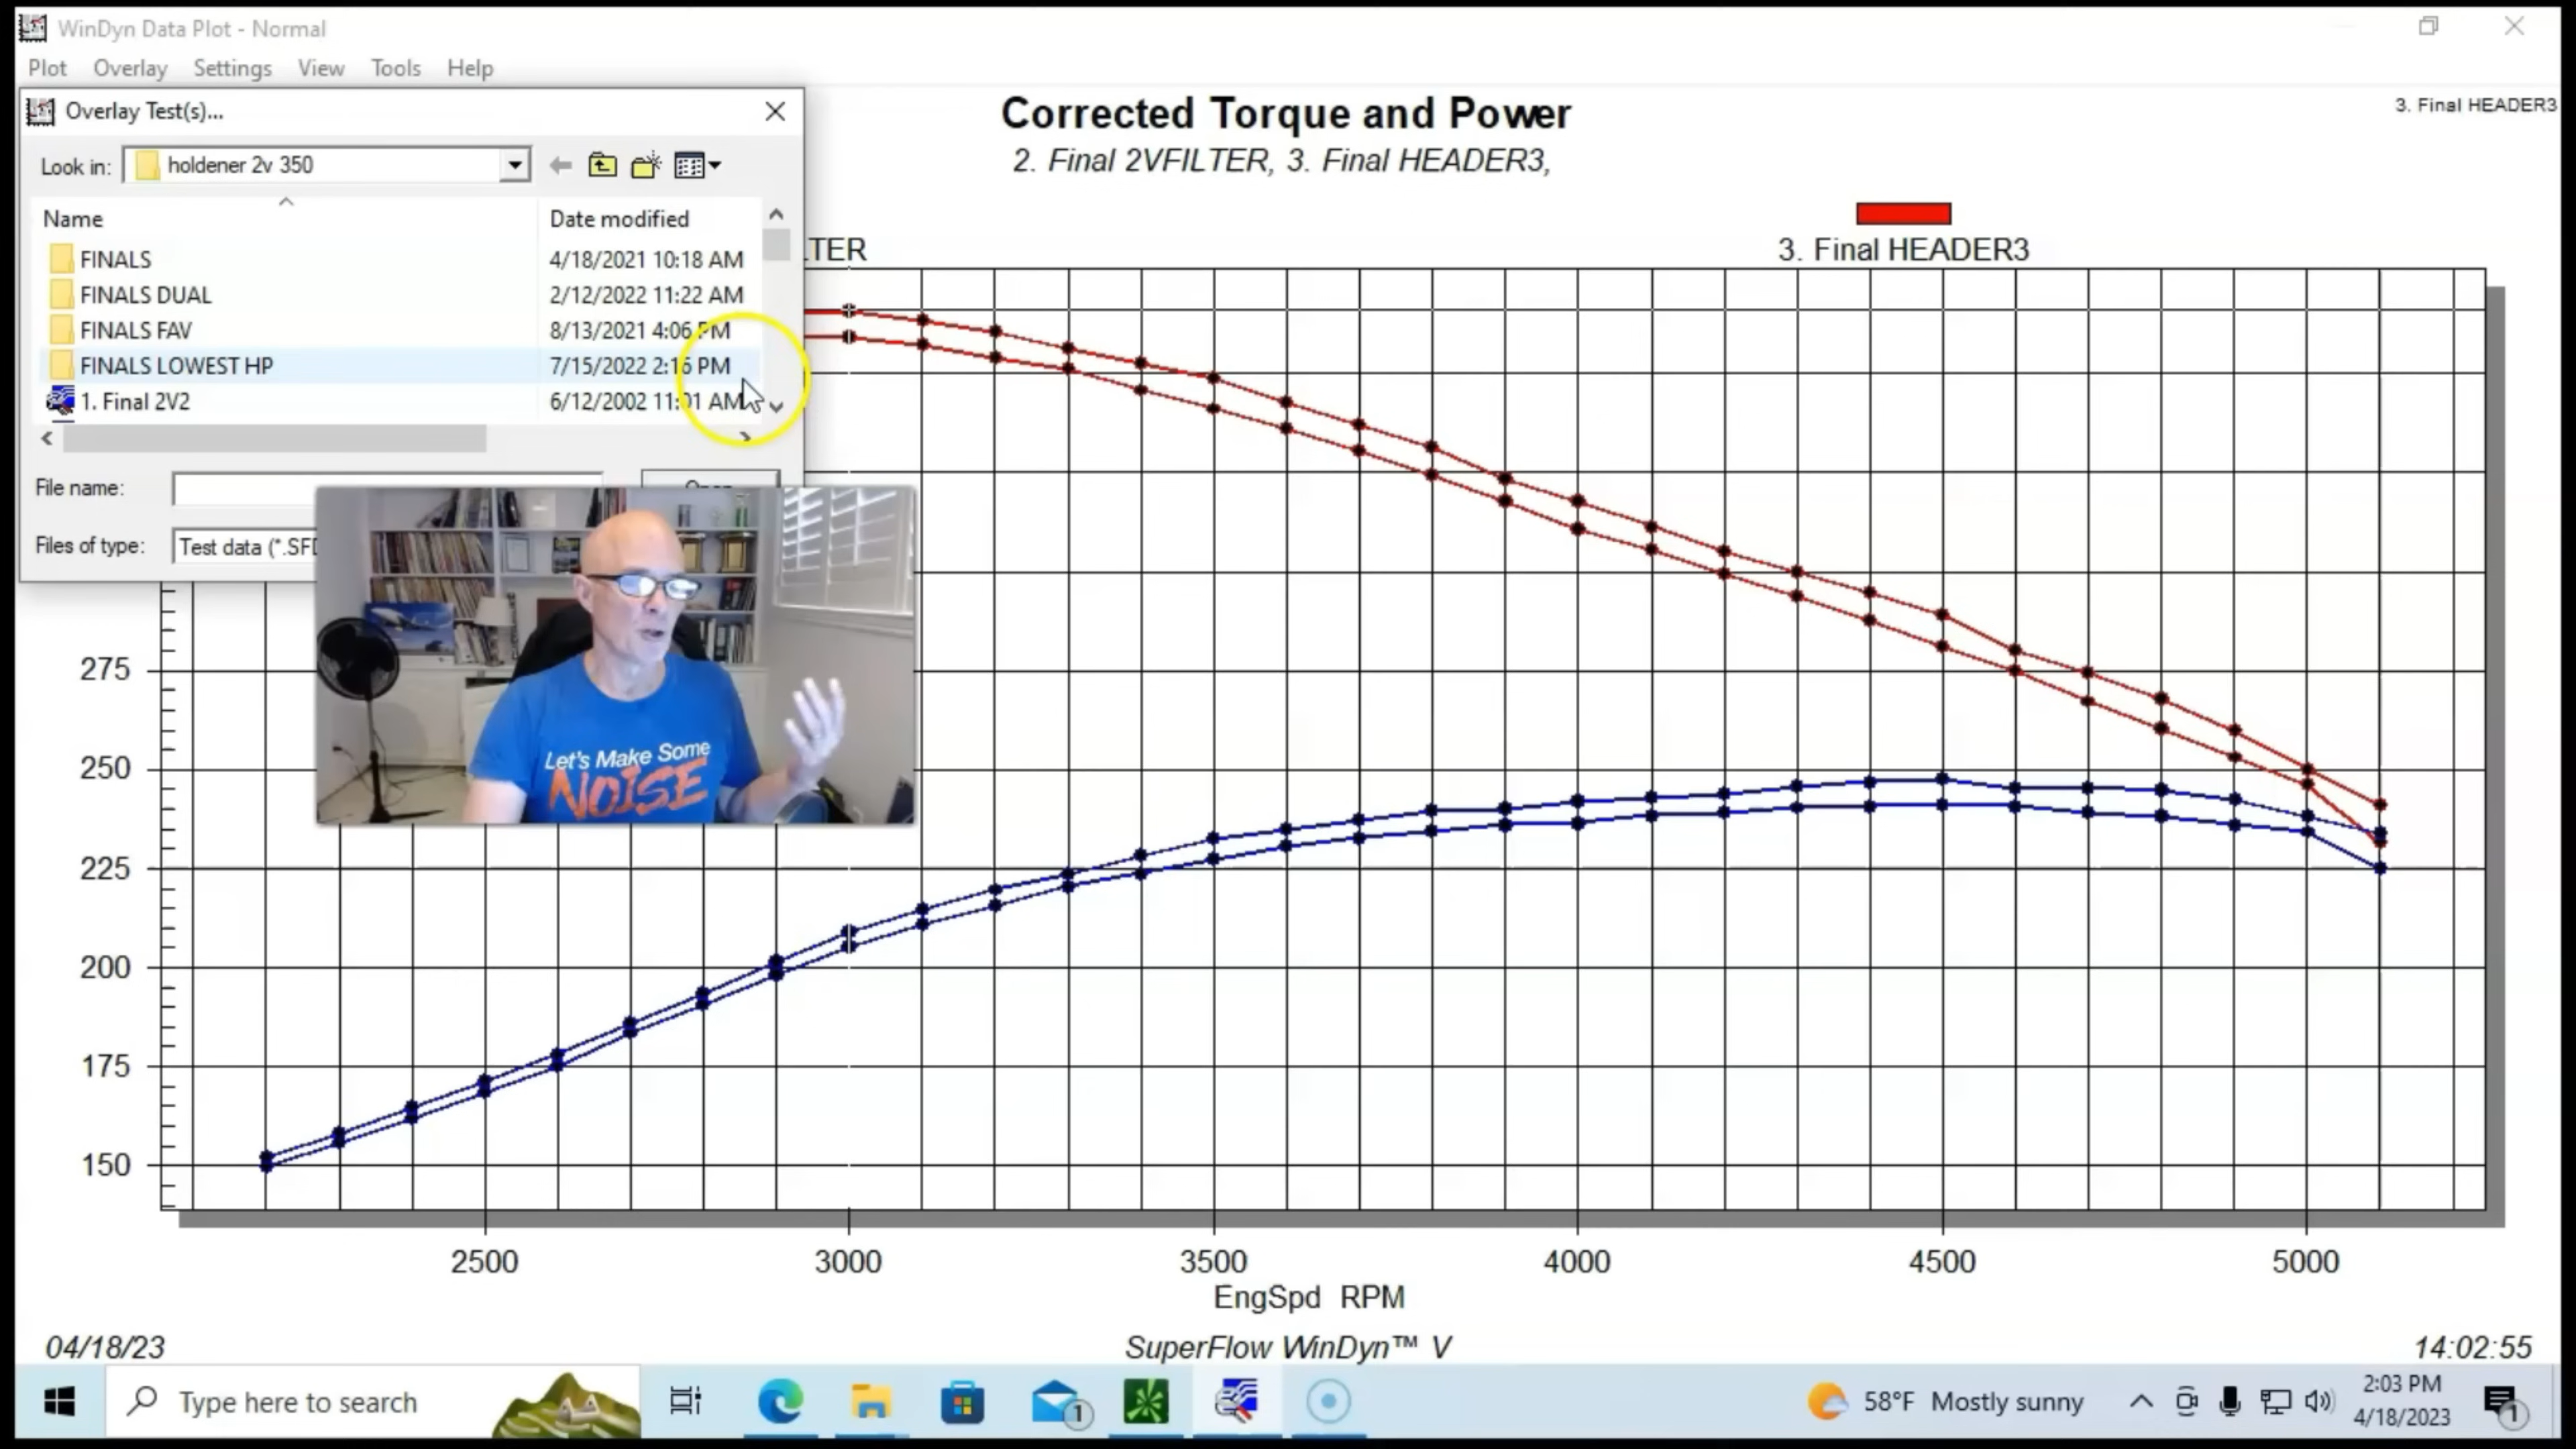 WinDyn Data Plot - Normal
Plot Overlay Settings View Tools Help
Overlay Test(s)...
Look in: holdener 2v 350
Name Date modified
FINALS 4/18/2021 10:18 AM
FINALS DUAL 2/12/2022 11:22 AM
FINALS FAV 8/13/2021 4:06 PM
FINALS LOWEST HP 7/15/2022 2:16 PM
1. Final 2V2 6/12/2002 11:01 AM
File name:
Open
Files of type: Test data (*.SFD
Corrected Torque and Power
2. Final 2VFILTER, 3. Final HEADER3,
3. Final HEADER3
LTER
3. Final HEADER3
Let's Make Some
NOISE
275
250
225
200
175
150
2500 3000 3500 4000 4500 5000
EngSpd RPM
04/18/23 SuperFlow WinDyn™ V 14:02:55
Type here to search
1
58°F Mostly sunny
2:03 PM
4/18/2023
1